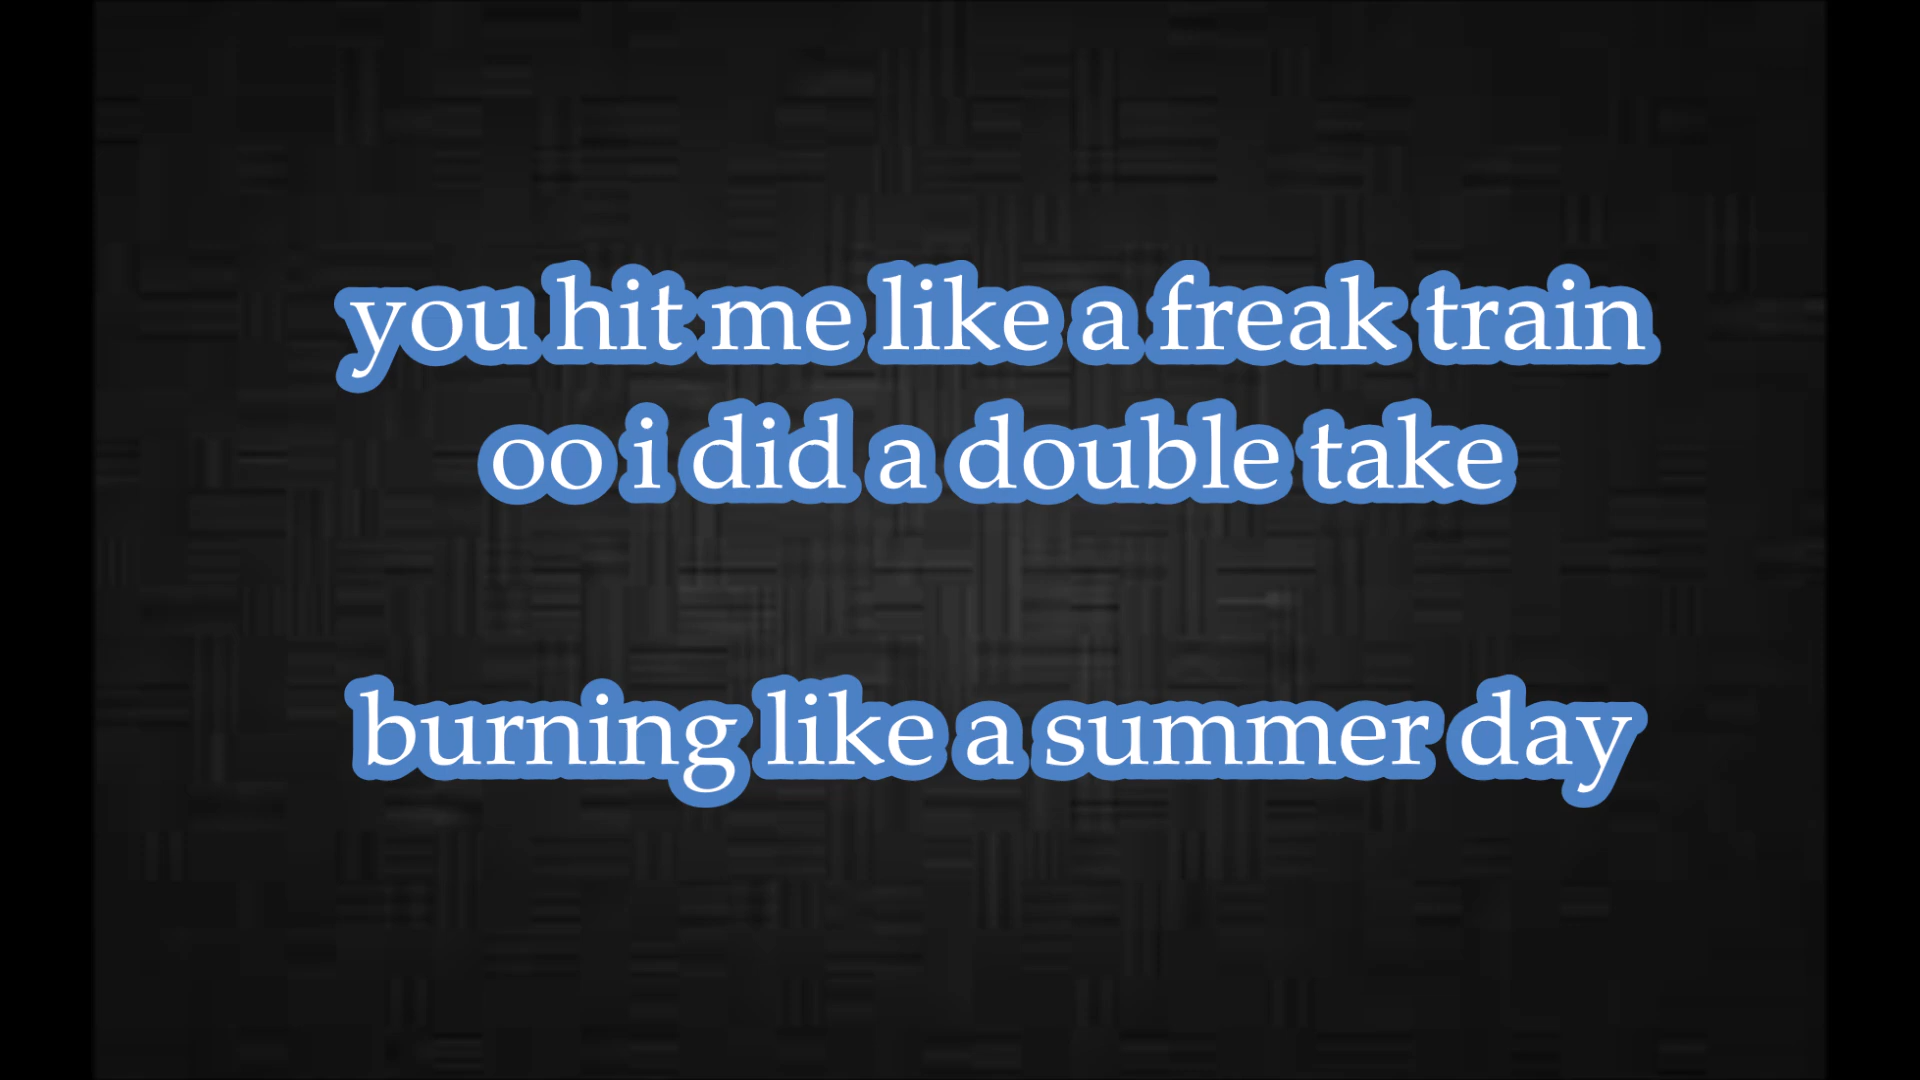 you hit me like a freak train
oo i did a double take
burning like a summer day